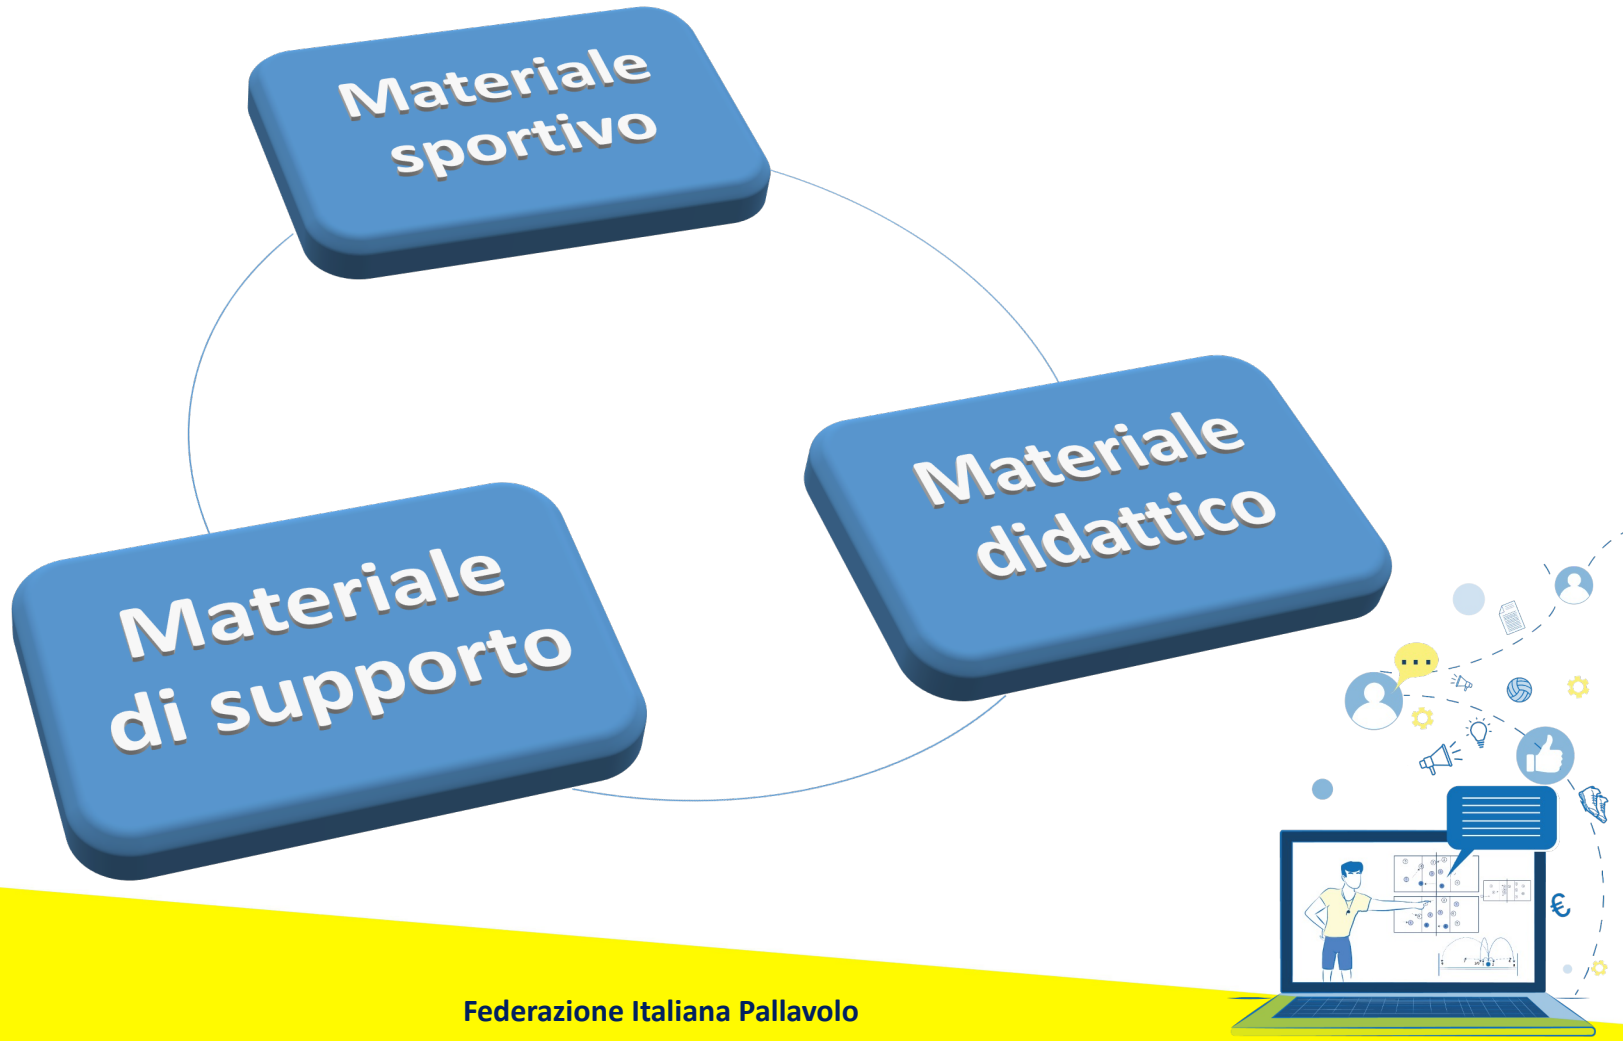 Materiale
sportivo
Materiale
didattico
Materiale
di supporto
€
Federazione Italiana Pallavolo